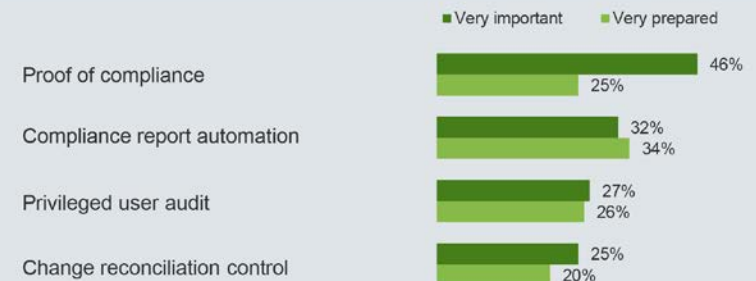 Very important Very prepared
Proof of compliance 46%
25%
Compliance report automation 32%
34%
Privileged user audit 27%
26%
Change reconciliation control 25%
20%